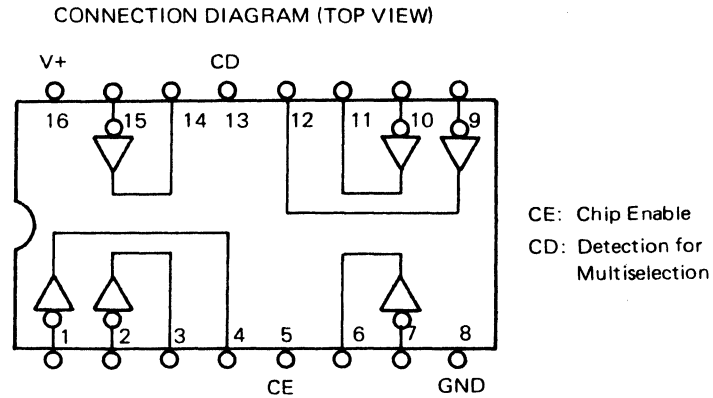 CONNECTION DIAGRAM (TOP VIEW)
V+ CD
16 15 14 13 12 11 10 9
CE: Chip Enable
CD: Detection for
Multiselection
1 2 3 4 5 6 7 8
CE GND